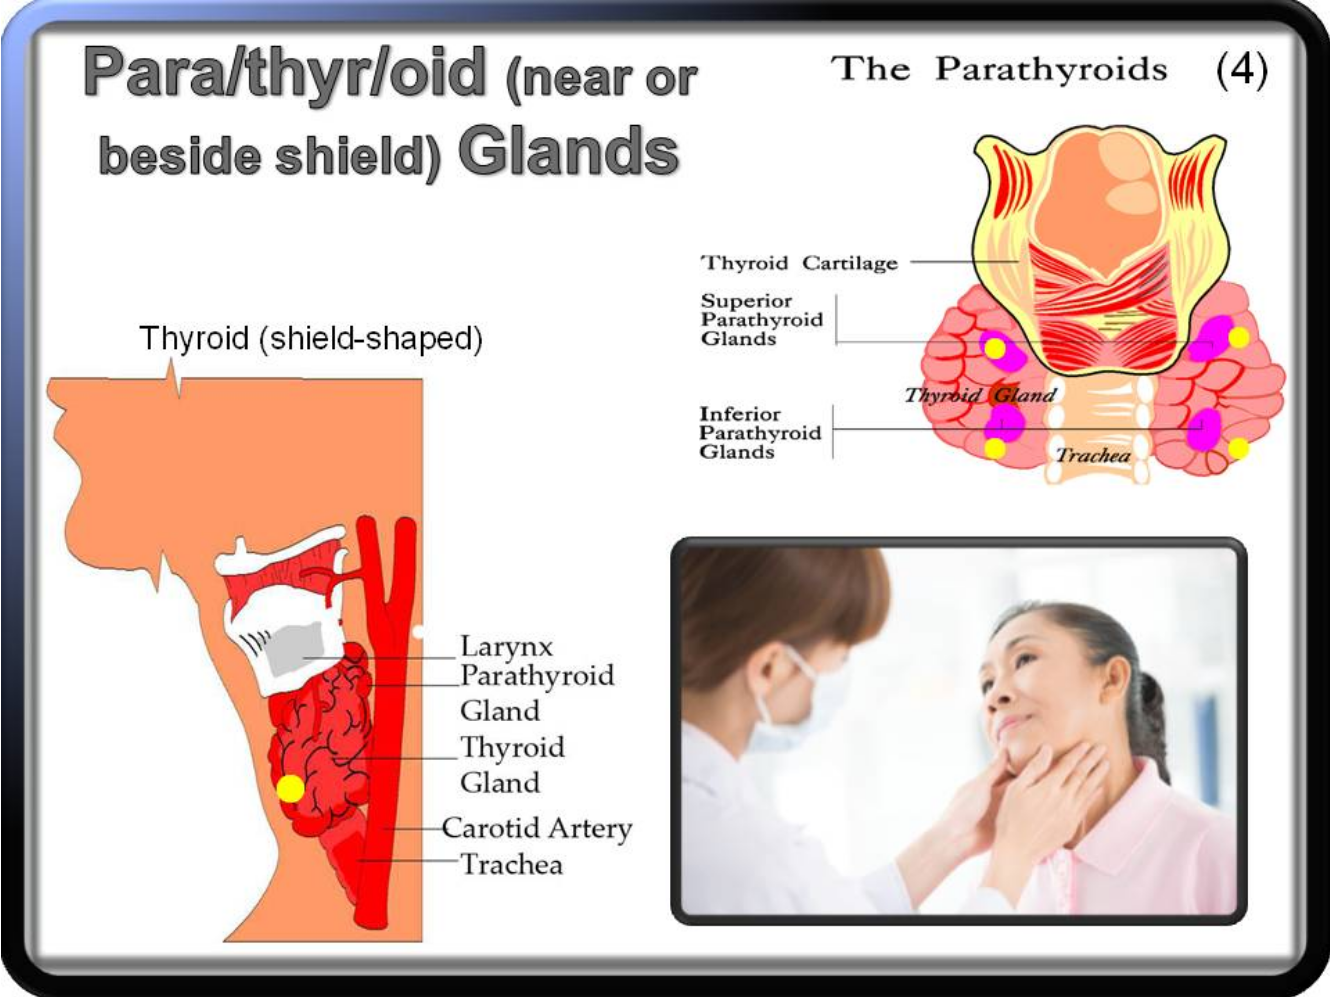 Para/thyr/oid (near or
beside shield) Glands
The Parathyroids (4)
Thyroid Cartilage
Superior
Parathyroid
Glands
Thyroid Gland
Inferior
Parathyroid
Glands
Trachea
Thyroid (shield-shaped)
Larynx
Parathyroid
Gland
Thyroid
Gland
Carotid Artery
Trachea